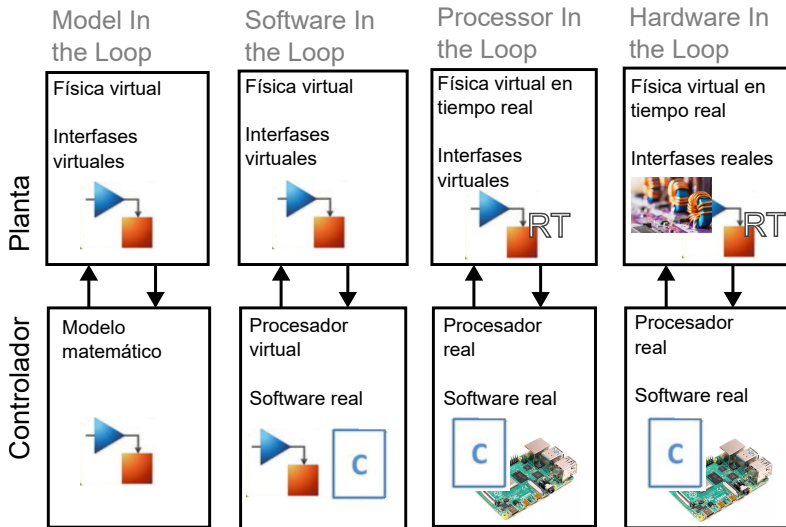 Model In
the Loop
Software In
the Loop
Processor In
the Loop
Hardware In
the Loop
Planta
Física virtual
Interfases
virtuales
Física virtual
Interfases
virtuales
Física virtual en
tiempo real
Interfases
virtuales
RT
Física virtual en
tiempo real
Interfases reales
RT
Controlador
Modelo
matemático
Procesador
virtual
Software real
C
Procesador
real
Software real
C
Procesador
real
Software real
C